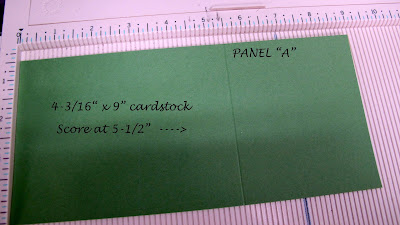 PANEL "A"
4-3/16" x 9" cardstock
Score at 5-1/2" ---->